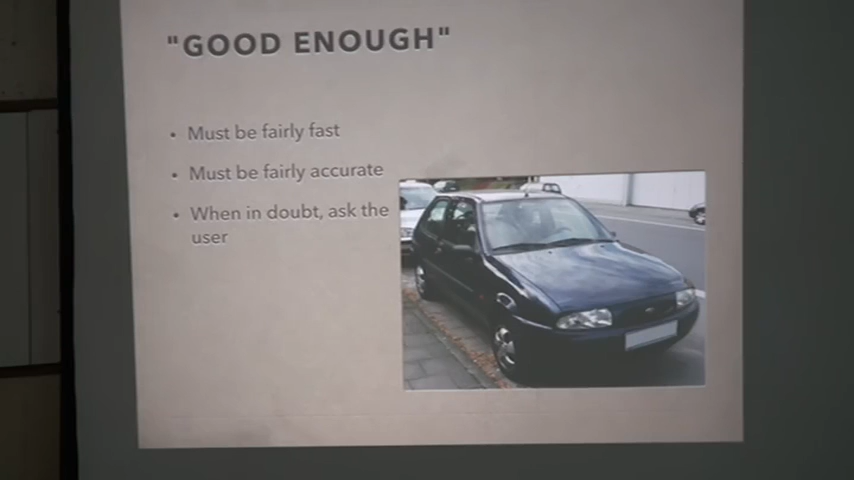 "GOOD ENOUGH"
• Must be fairly fast
• Must be fairly accurate
• When in doubt, ask the
user